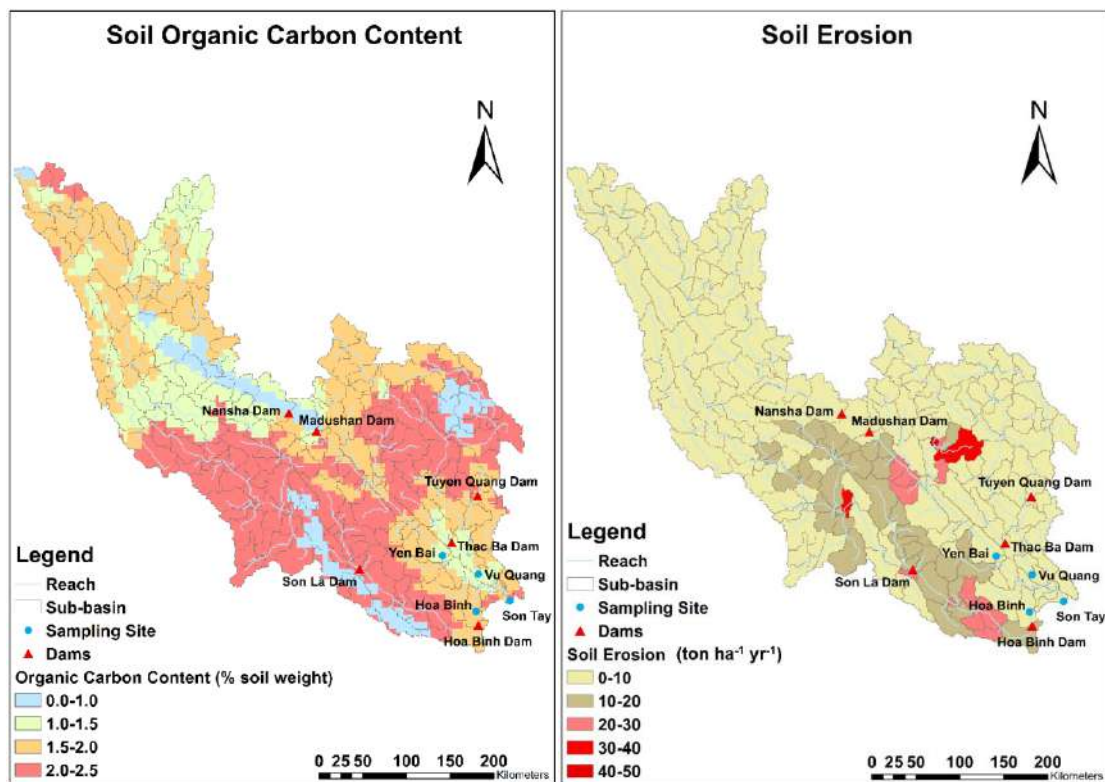 Soil Organic Carbon Content
N
Nansha Dam
Madushan Dam
Tuyen Quang Dam
Thac Ba Dam
Yen Bai
Vu Quang
Son La Dam
Hoa Binh
Son Tay
Hoa Binh Dam
Legend
Reach
Sub-basin
Sampling Site
Dams
Organic Carbon Content (% soil weight)
0.0-1.0
1.0-1.5
1.5-2.0
2.0-2.5
0 25 50 100 150 200
Kilometers
Soil Erosion
N
Nansha Dam
Madushan Dam
Tuyen Quang Dam
Thac Ba Dam
Yen Bai
Vu Quang
Son La Dam
Hoa Binh
Son Tay
Hoa Binh Dam
Legend
Reach
Sub-basin
Sampling Site
Dams
Soil Erosion (ton ha⁻¹ yr⁻¹)
0-10
10-20
20-30
30-40
40-50
0 25 50 100 150 200
Kilometers